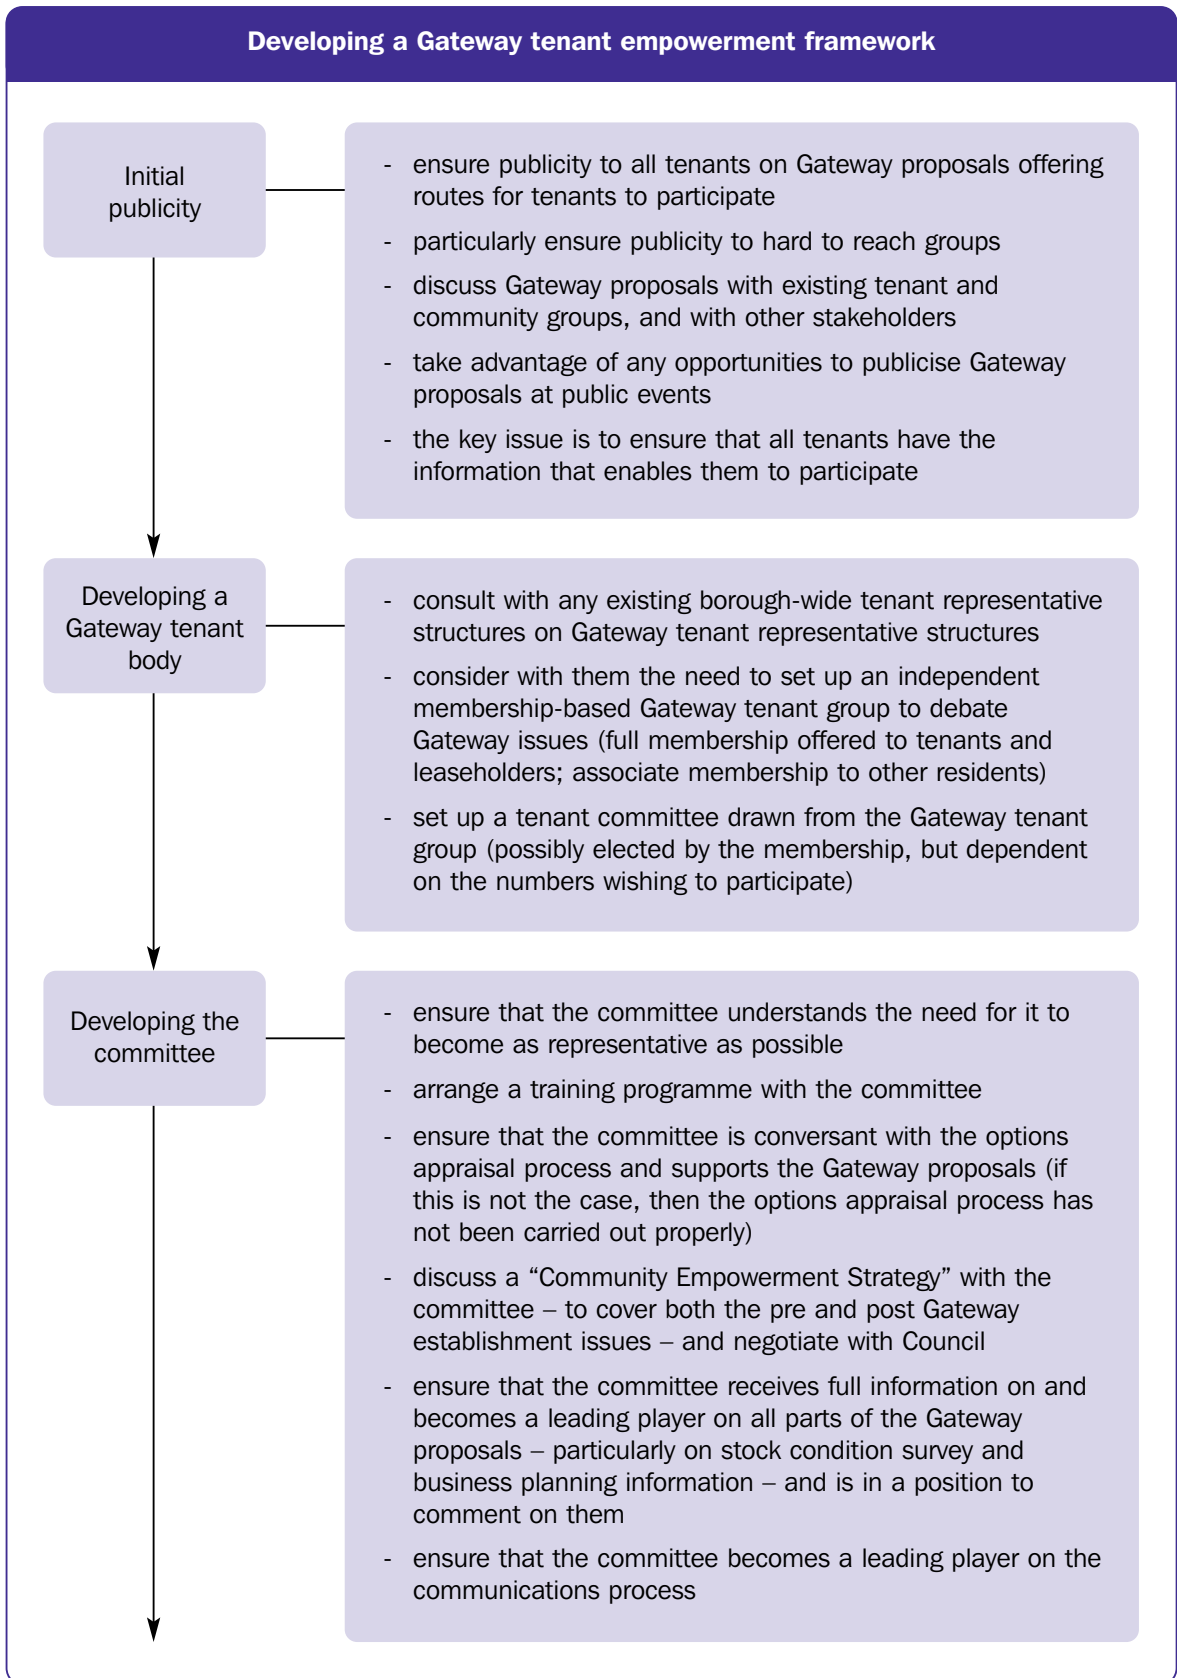 Developing a Gateway tenant empowerment framework
Initial
publicity
- ensure publicity to all tenants on Gateway proposals offering
routes for tenants to participate
- particularly ensure publicity to hard to reach groups
- discuss Gateway proposals with existing tenant and
community groups, and with other stakeholders
- take advantage of any opportunities to publicise Gateway
proposals at public events
- the key issue is to ensure that all tenants have the
information that enables them to participate
Developing a
Gateway tenant
body
- consult with any existing borough-wide tenant representative
structures on Gateway tenant representative structures
- consider with them the need to set up an independent
membership-based Gateway tenant group to debate
Gateway issues (full membership offered to tenants and
leaseholders; associate membership to other residents)
- set up a tenant committee drawn from the Gateway tenant
group (possibly elected by the membership, but dependent
on the numbers wishing to participate)
Developing the
committee
- ensure that the committee understands the need for it to
become as representative as possible
- arrange a training programme with the committee
- ensure that the committee is conversant with the options
appraisal process and supports the Gateway proposals (if
this is not the case, then the options appraisal process has
not been carried out properly)
- discuss a “Community Empowerment Strategy” with the
committee – to cover both the pre and post Gateway
establishment issues – and negotiate with Council
- ensure that the committee receives full information on and
becomes a leading player on all parts of the Gateway
proposals – particularly on stock condition survey and
business planning information – and is in a position to
comment on them
- ensure that the committee becomes a leading player on the
communications process